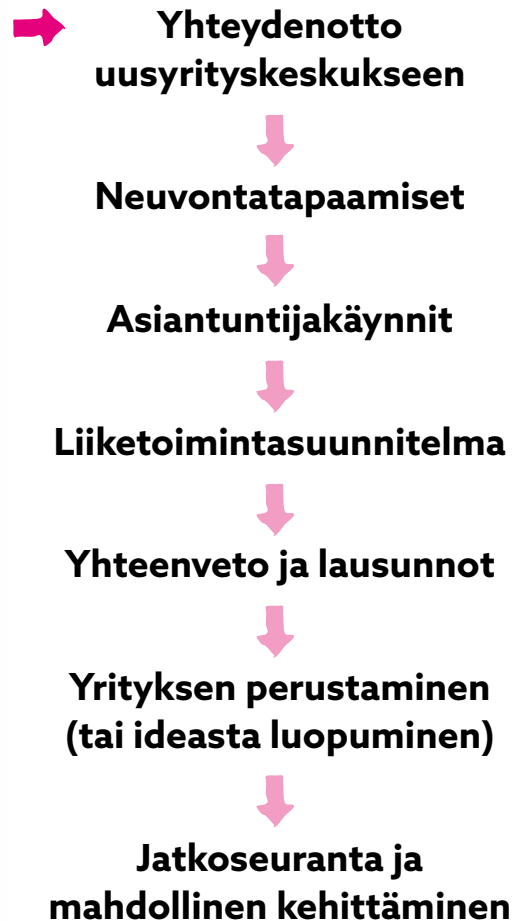 Yhteydenotto
uusyrityskeskukseen
Neuvontatapaamiset
Asiantuntijakäynnit
Liiketoimintasuunnitelma
Yhteenveto ja lausunnot
Yrityksen perustaminen
(tai ideasta luopuminen)
Jatkoseuranta ja
mahdollinen kehittäminen